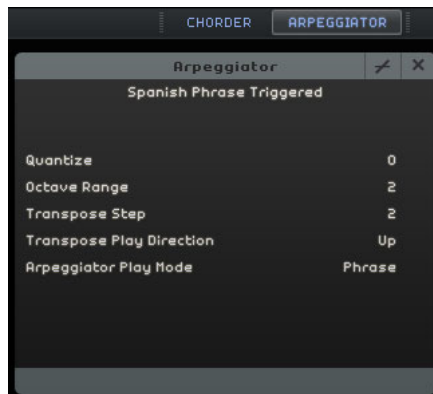 CHORDER ARPEGGIATOR
Arpeggiator
Spanish Phrase Triggered
Quantize 0
Octave Range 2
Transpose Step 2
Transpose Play Direction Up
Arpeggiator Play Mode Phrase